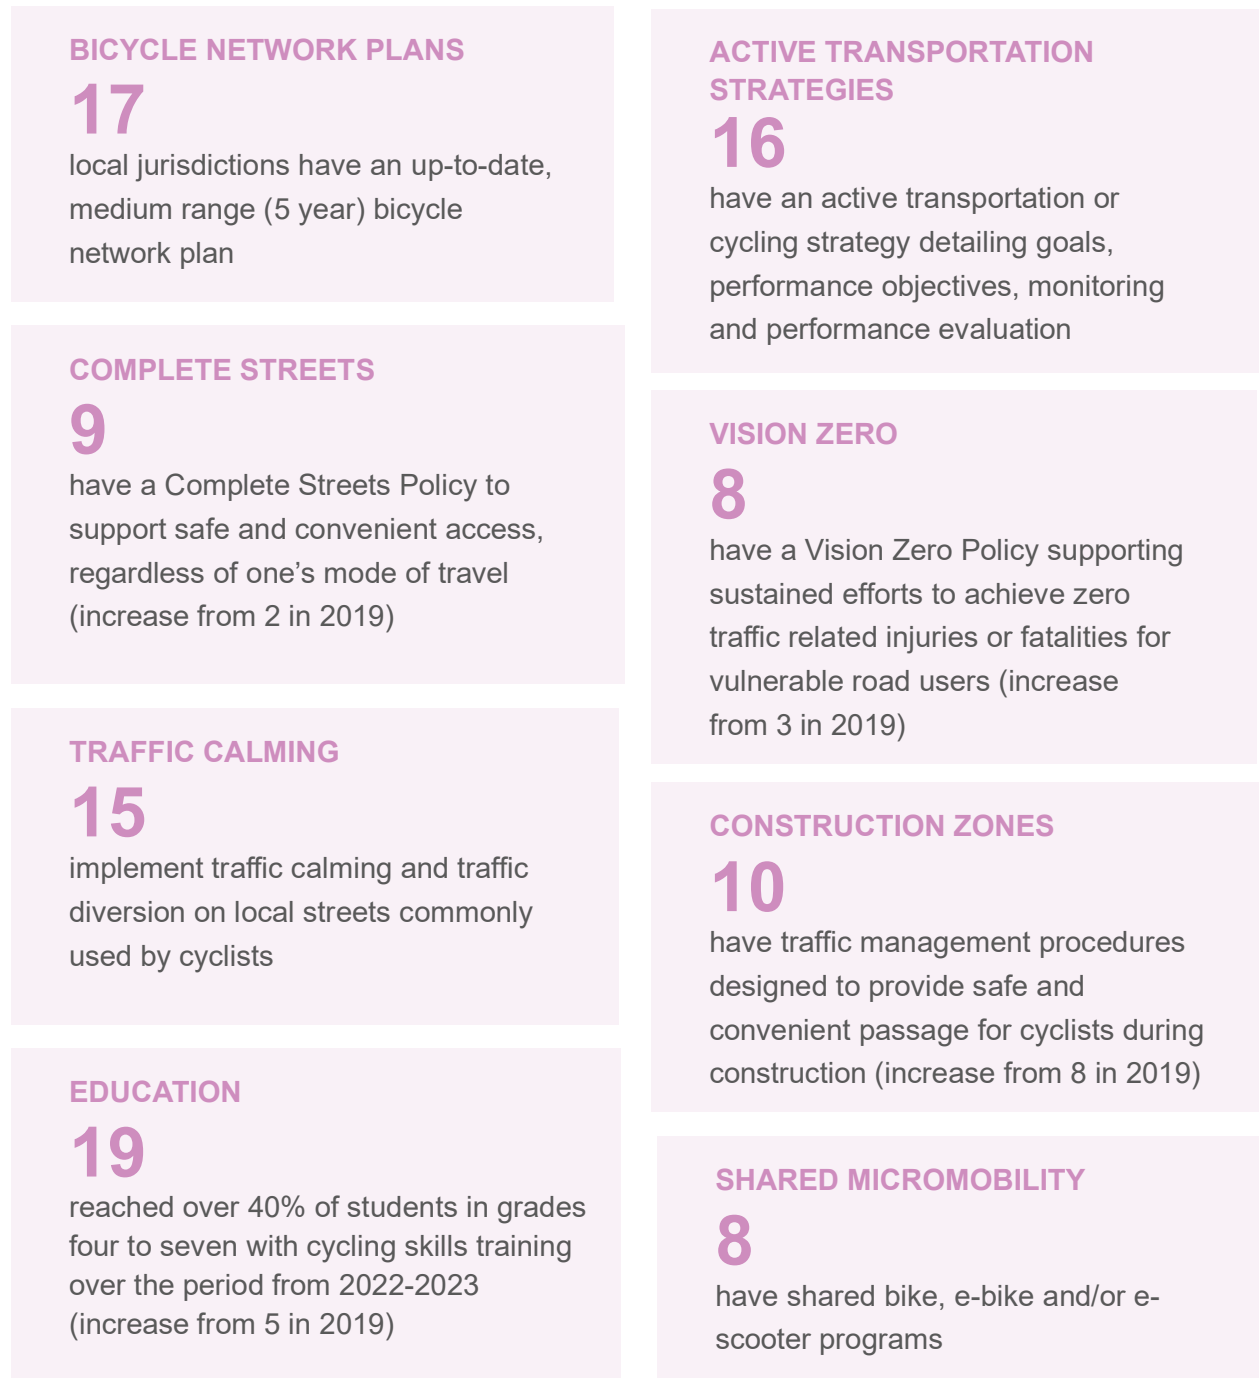 BICYCLE NETWORK PLANS
17
local jurisdictions have an up-to-date,
medium range (5 year) bicycle
network plan
COMPLETE STREETS
9
have a Complete Streets Policy to
support safe and convenient access,
regardless of one’s mode of travel
(increase from 2 in 2019)
TRAFFIC CALMING
15
implement traffic calming and traffic
diversion on local streets commonly
used by cyclists
EDUCATION
19
reached over 40% of students in grades
four to seven with cycling skills training
over the period from 2022-2023
(increase from 5 in 2019)
ACTIVE TRANSPORTATION
STRATEGIES
16
have an active transportation or
cycling strategy detailing goals,
performance objectives, monitoring
and performance evaluation
VISION ZERO
8
have a Vision Zero Policy supporting
sustained efforts to achieve zero
traffic related injuries or fatalities for
vulnerable road users (increase
from 3 in 2019)
CONSTRUCTION ZONES
10
have traffic management procedures
designed to provide safe and
convenient passage for cyclists during
construction (increase from 8 in 2019)
SHARED MICROMOBILITY
8
have shared bike, e-bike and/or e-
scooter programs